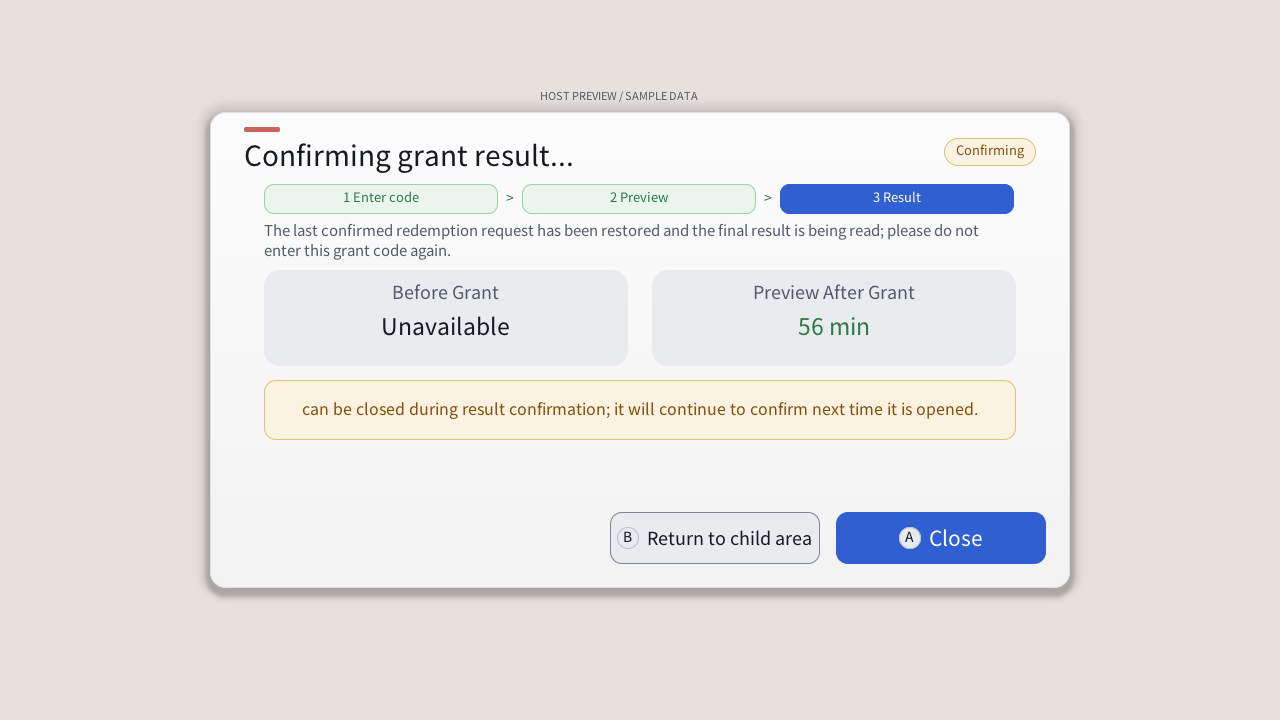 HOST PREVIEW / SAMPLE DATA
Confirming grant result...
Confirming
1 Enter code > 2 Preview > 3 Result
The last confirmed redemption request has been restored and the final result is being read; please do not
enter this grant code again.
Before Grant
Unavailable
Preview After Grant
56 min
can be closed during result confirmation; it will continue to confirm next time it is opened.
B Return to child area
A Close